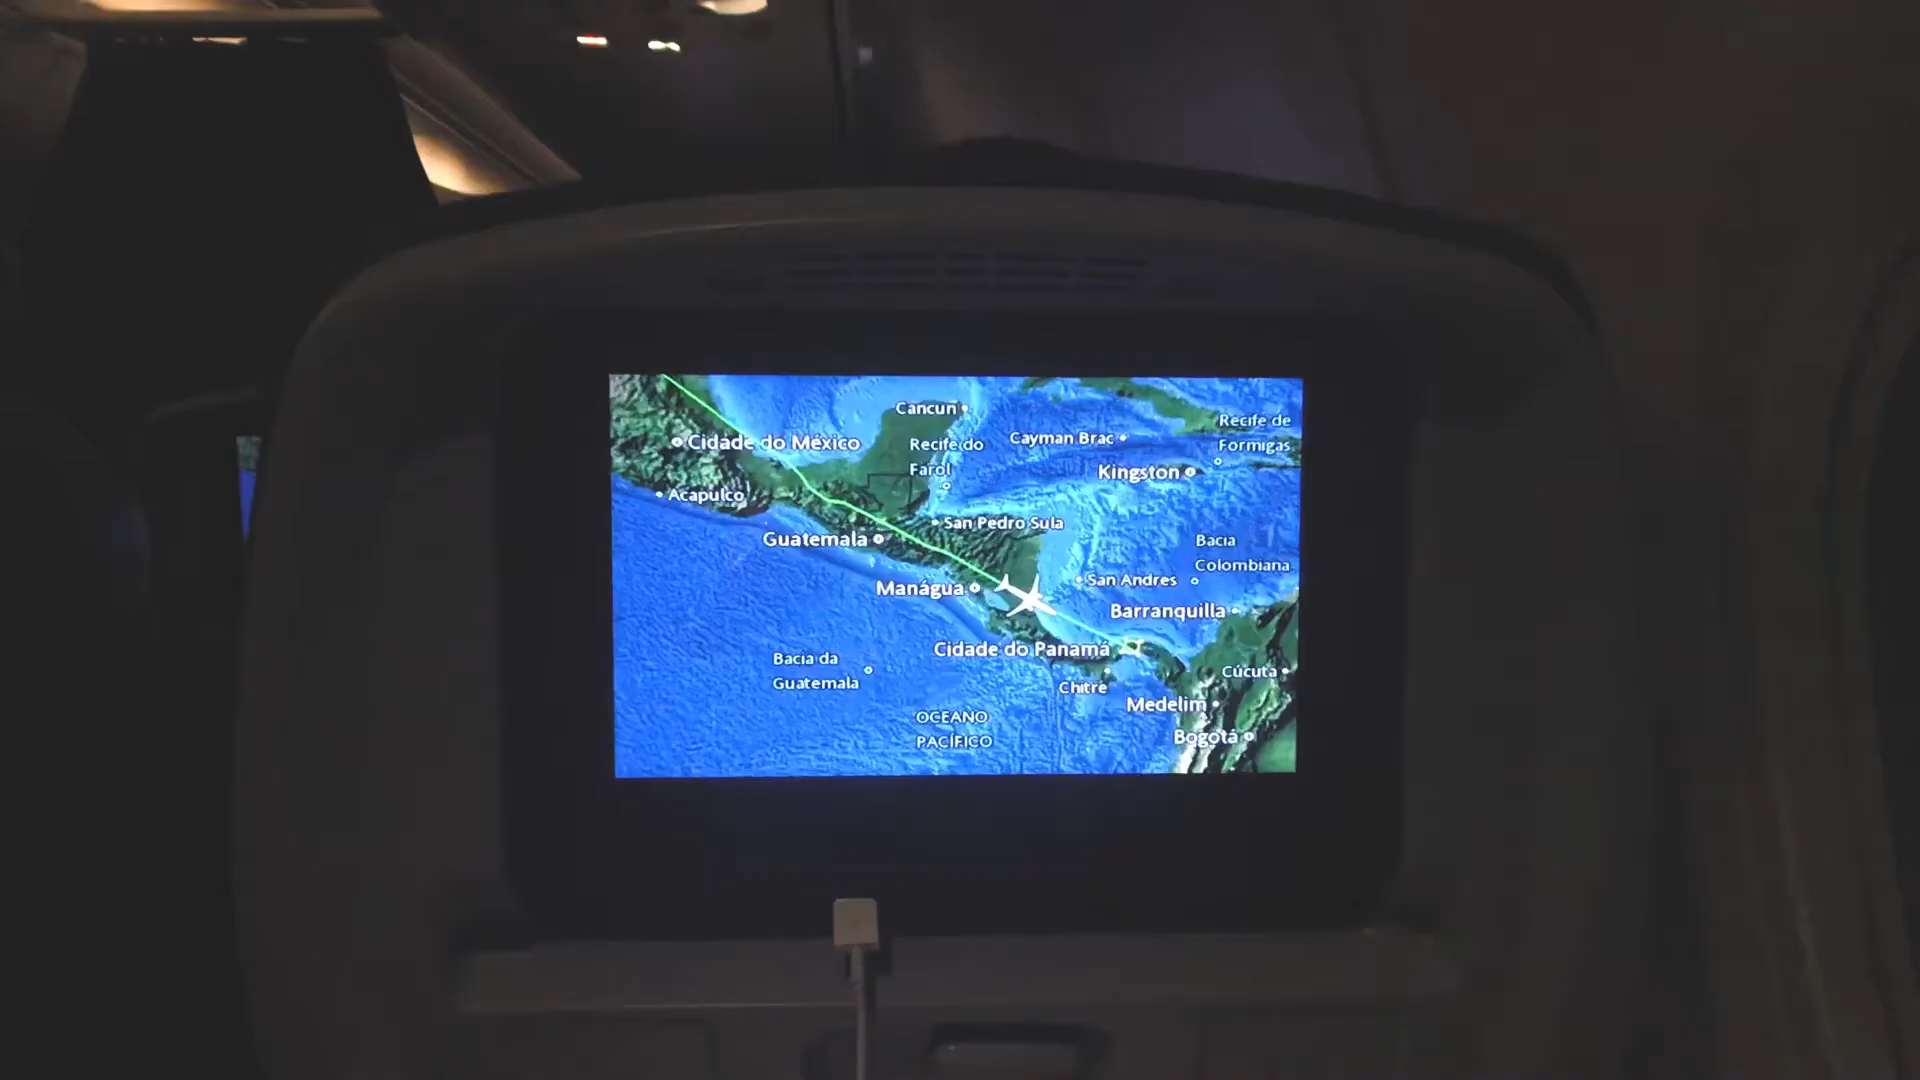 Cancun
Recife de
Formigas
Cidade do México
Recife do
Farol
Cayman Brac
Kingston
Acapulco
San Pedro Sula
Guatemala
Bacia
Colombiana
Manágua
San Andres
Barranquilla
Cidade do Panamá
Bacia da
Guatemala
Chitre
Cúcuta
Medelim
OCEANO
PACÍFICO
Bogotá